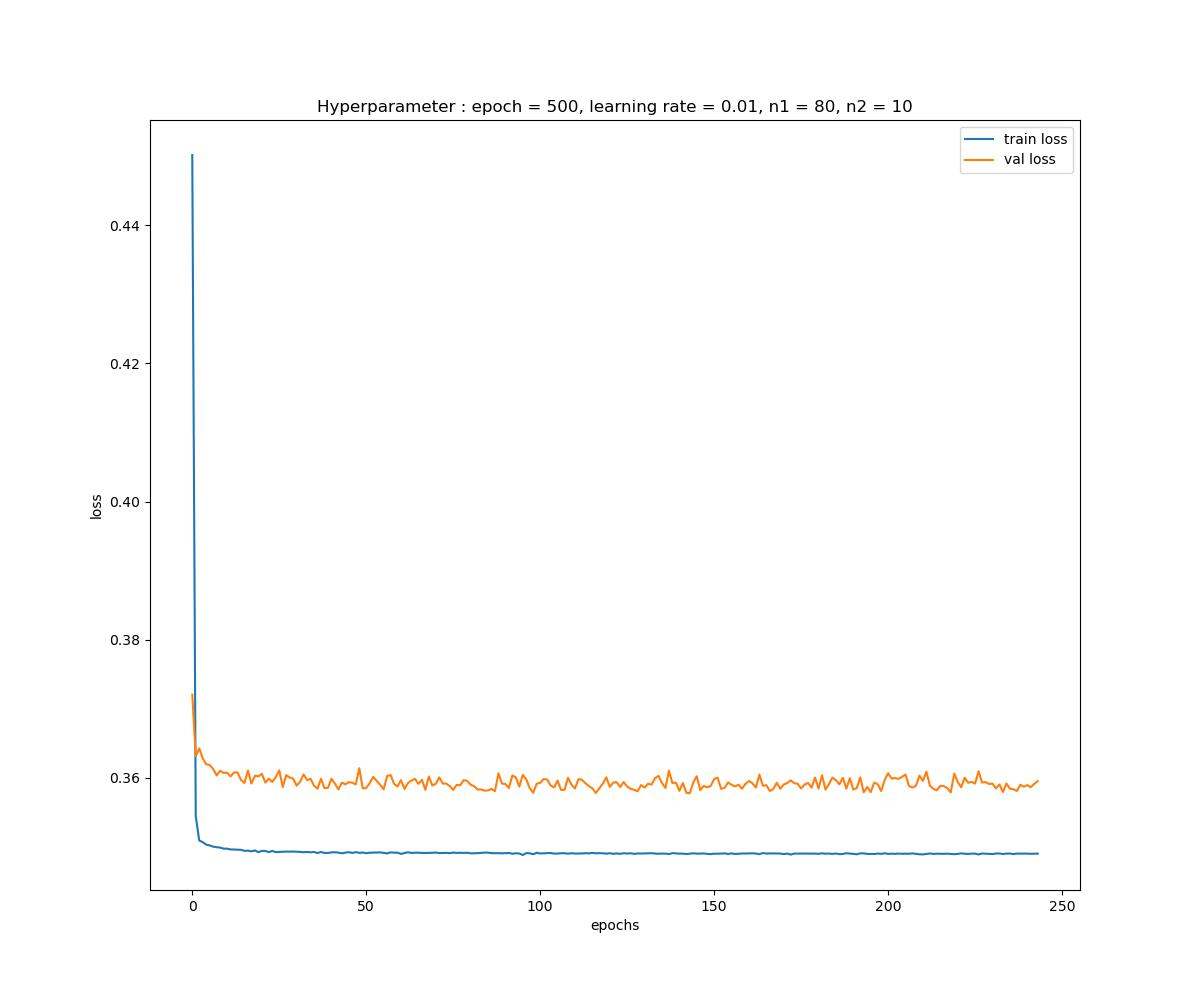 Hyperparameter : epoch = 500, learning rate = 0.01, n1 = 80, n2 = 10
train loss
val loss
0.44
0.42
0.40
0.38
0.36
loss
0
50
100
150
200
250
epochs